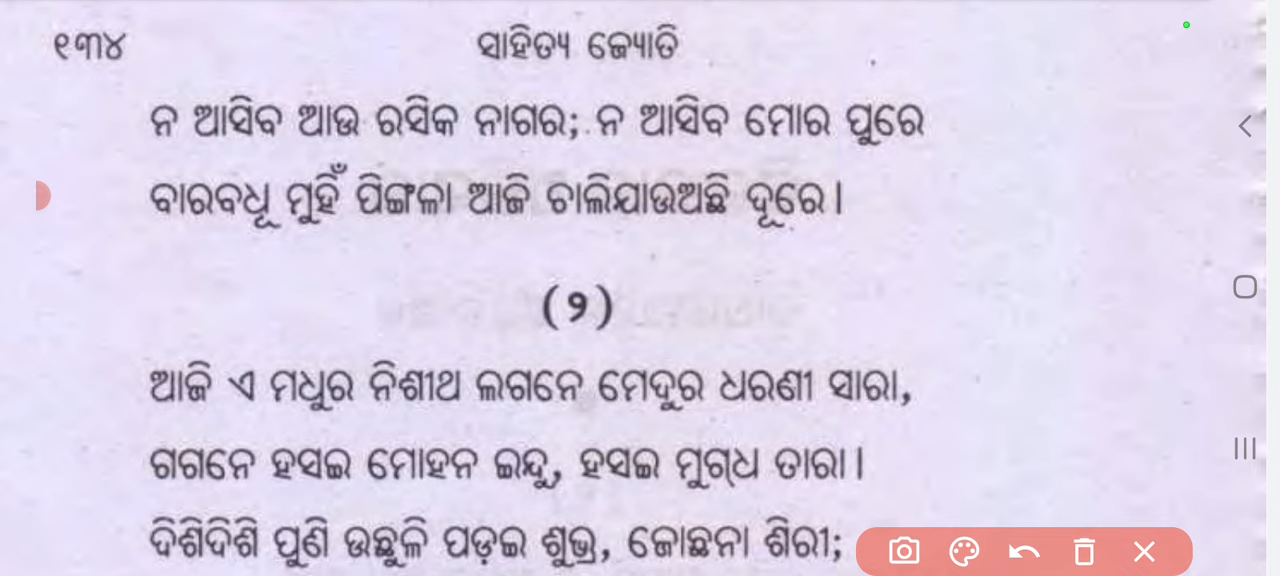 ୧୩୪ ସାହିତ୍ୟ ଜ୍ୟୋତି
ନ ଆସିବ ଆଉ ରସିକ ନାଗର; ନ ଆସିବ ମୋର ପୁରେ
ବାରବଧୂ ମୁହିଁ ପିଙ୍ଗଳା ଆଜି ଚାଲିଯାଉଅଛି ଦୂରେ।
(୨)
ଆଜି ଏ ମଧୁର ନିଶୀଥ ଲଗନେ ମେଦୁର ଧରଣୀ ସାରା,
ଗଗନେ ହସଇ ମୋହନ ଇନ୍ଦୁ, ହସଇ ମୁଗ୍‌ଧ ତାରା।
ଦିଶିଦିଶି ପୁଣି ଉଛୁଳି ପଡ଼ଇ ଶୁଭ୍ର, ଜୋଛନା ଶିରୀ;